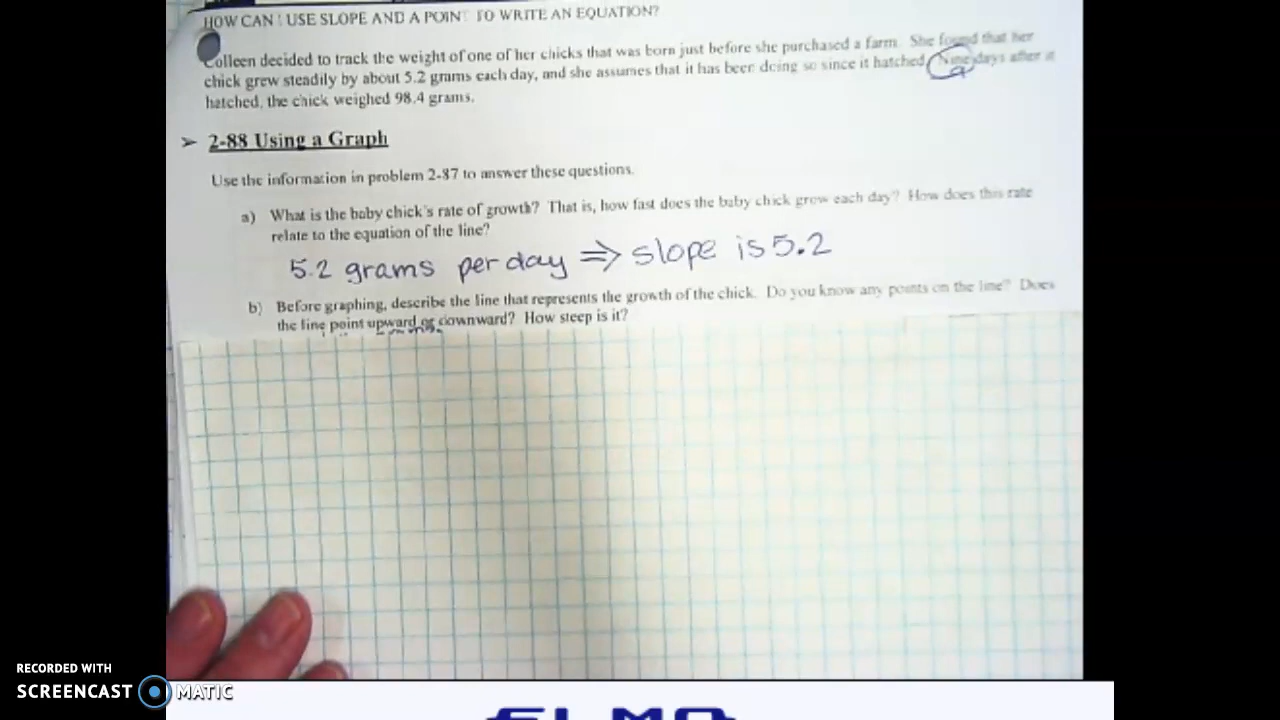 HOW CAN I USE SLOPE AND A POINT TO WRITE AN EQUATION?
Colleen decided to track the weight of one of her chicks that was born just before she purchased a farm. She found that her
chick grew steadily by about 5.2 grams each day, and she assumes that it has been doing so since it hatched. Nine days after it
9
hatched, the chick weighed 98.4 grams.
➢ 2-88 Using a Graph
Use the information in problem 2-87 to answer these questions.
a) What is the baby chick's rate of growth? That is, how fast does the baby chick grow each day? How does this rate
relate to the equation of the line?
5.2 grams per day ⇒ slope is 5.2
b) Before graphing, describe the line that represents the growth of the chick. Do you know any points on the line? Does
the line point upward or downward? How steep is it?
RECORDED WITH
SCREENCAST MATIC
ELMO